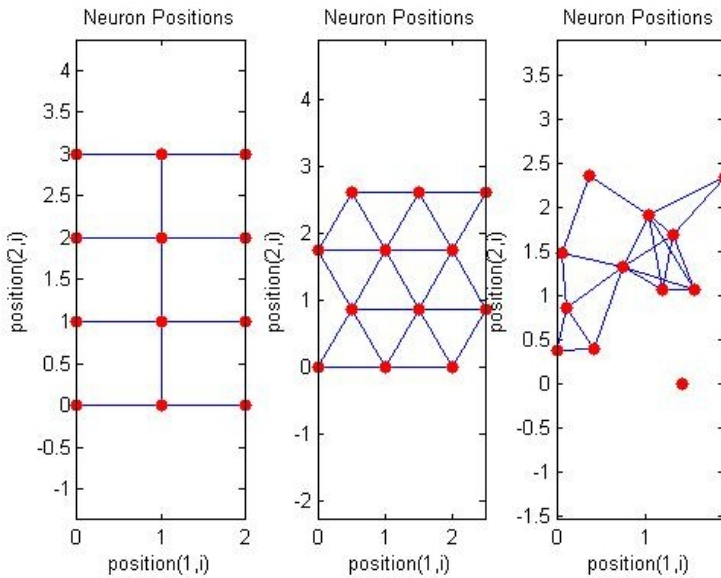 Neuron Positions
4
3.5
3
2.5
2
1.5
1
0.5
0
-0.5
-1
0 1 2
position(1,i)
position(2,i)
Neuron Positions
4
3
2
1
0
-1
-2
0 1 2
position(1,i)
position(2,i)
Neuron Positions
3.5
3
2.5
2
1.5
1
0.5
0
-0.5
-1
-1.5
0 1
position(1,i)
position(2,i)